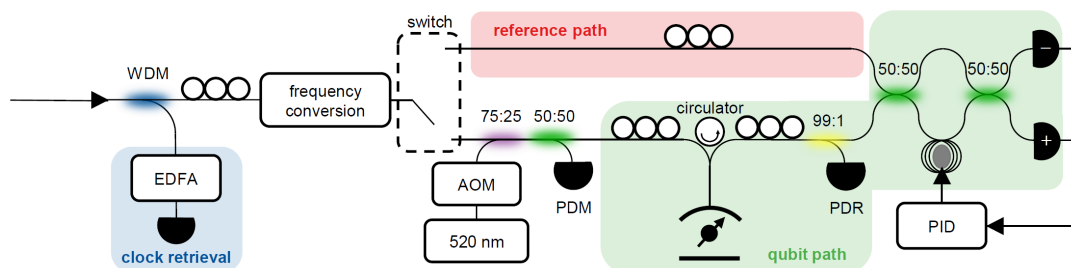 switch
reference path
WDM
50:50
50:50
frequency
conversion
circulator
75:25
50:50
99:1
−
+
EDFA
AOM
PDM
PDR
520 nm
PID
clock retrieval
qubit path